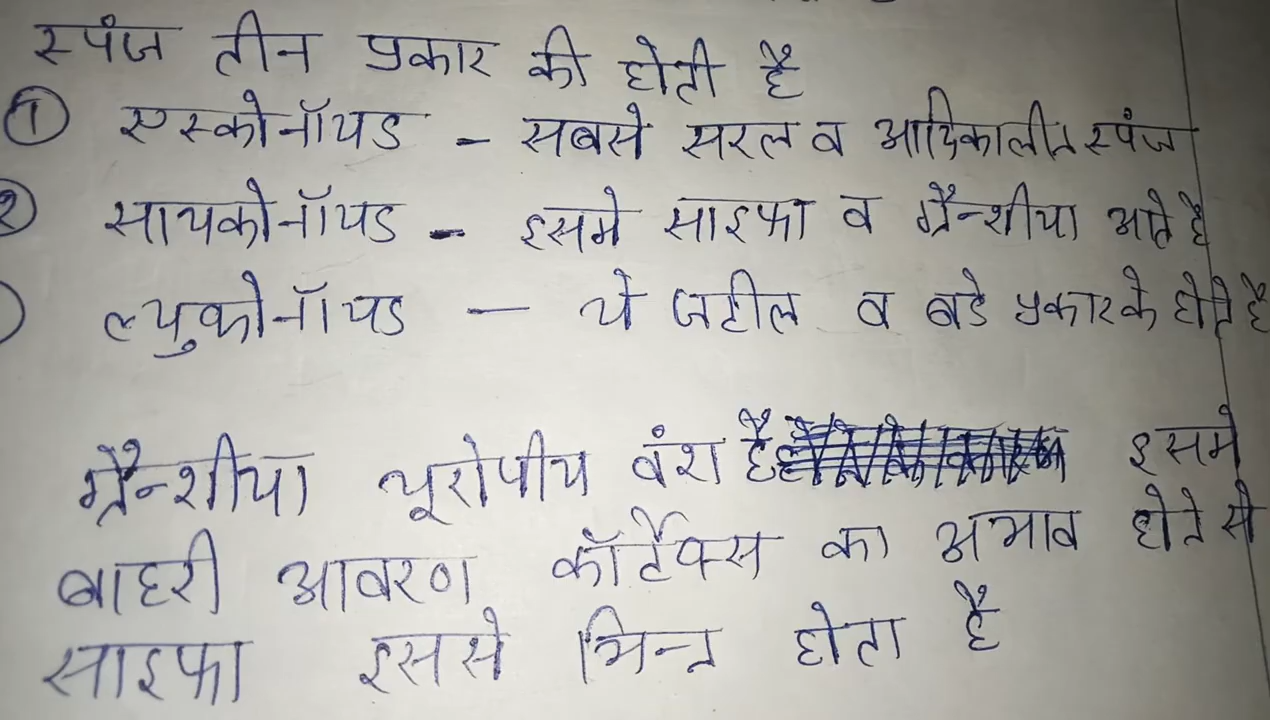 स्पंज तीन प्रकार की होती है
① एस्कोनॉयड - सबसे सरल व आदिकालीन स्पंज
② सायकोनॉयड - इसमे साइफा व ग्रैन्शीया आते है
ल्युकोनॉयड - ये जटील व बडे प्रकार के होते है
ग्रैन्शीया यूरोपीय वंश है इसमे
बाहरी आवरण कॉर्टेक्स का अभाव होने से
साइफा इससे भिन्न होता है